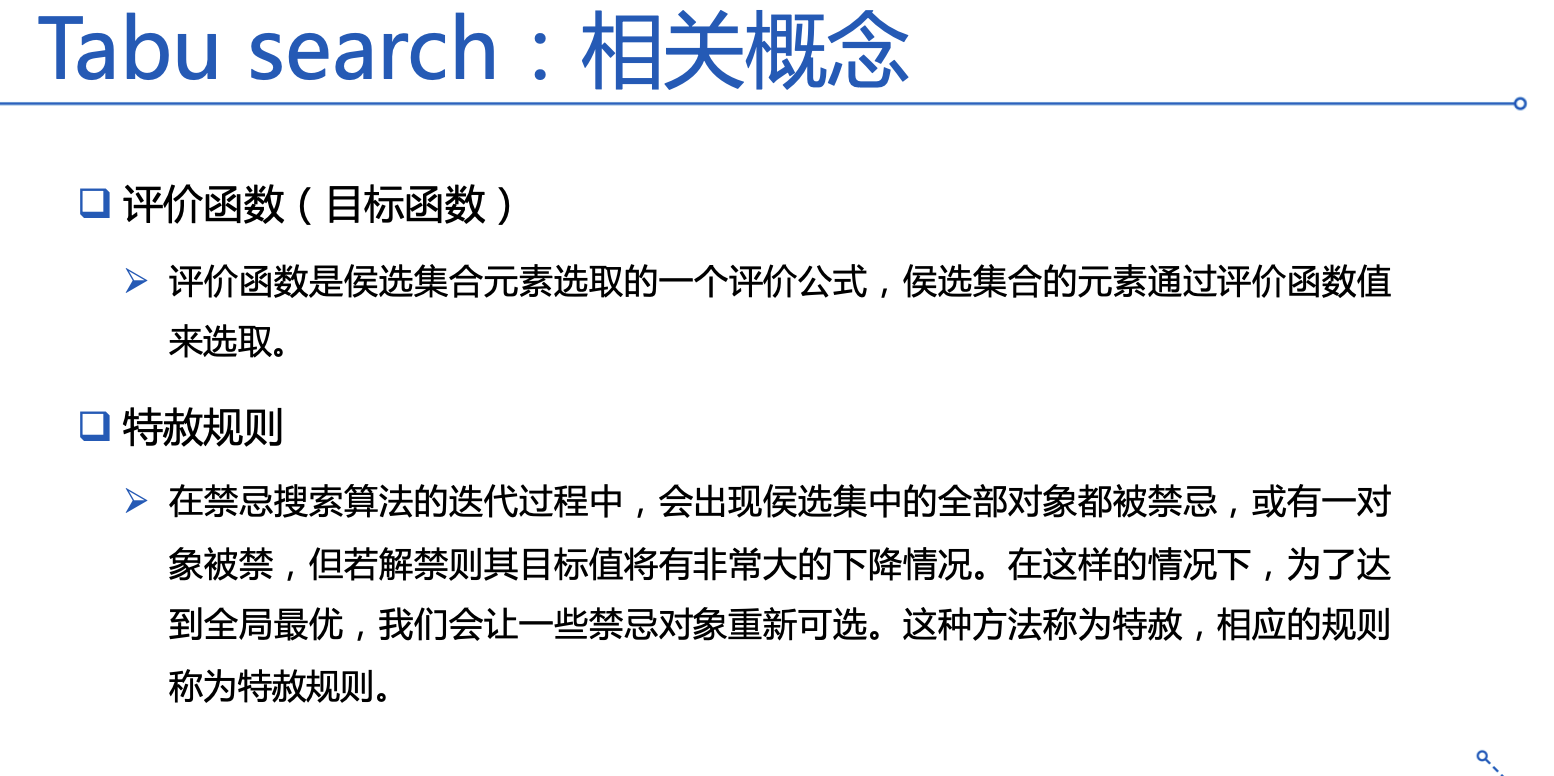 Tabu search：相关概念
评价函数（目标函数）
评价函数是侯选集合元素选取的一个评价公式，侯选集合的元素通过评价函数值
来选取。
特赦规则
在禁忌搜索算法的迭代过程中，会出现侯选集中的全部对象都被禁忌，或有一对
象被禁，但若解禁则其目标值将有非常大的下降情况。在这样的情况下，为了达
到全局最优，我们会让一些禁忌对象重新可选。这种方法称为特赦，相应的规则
称为特赦规则。